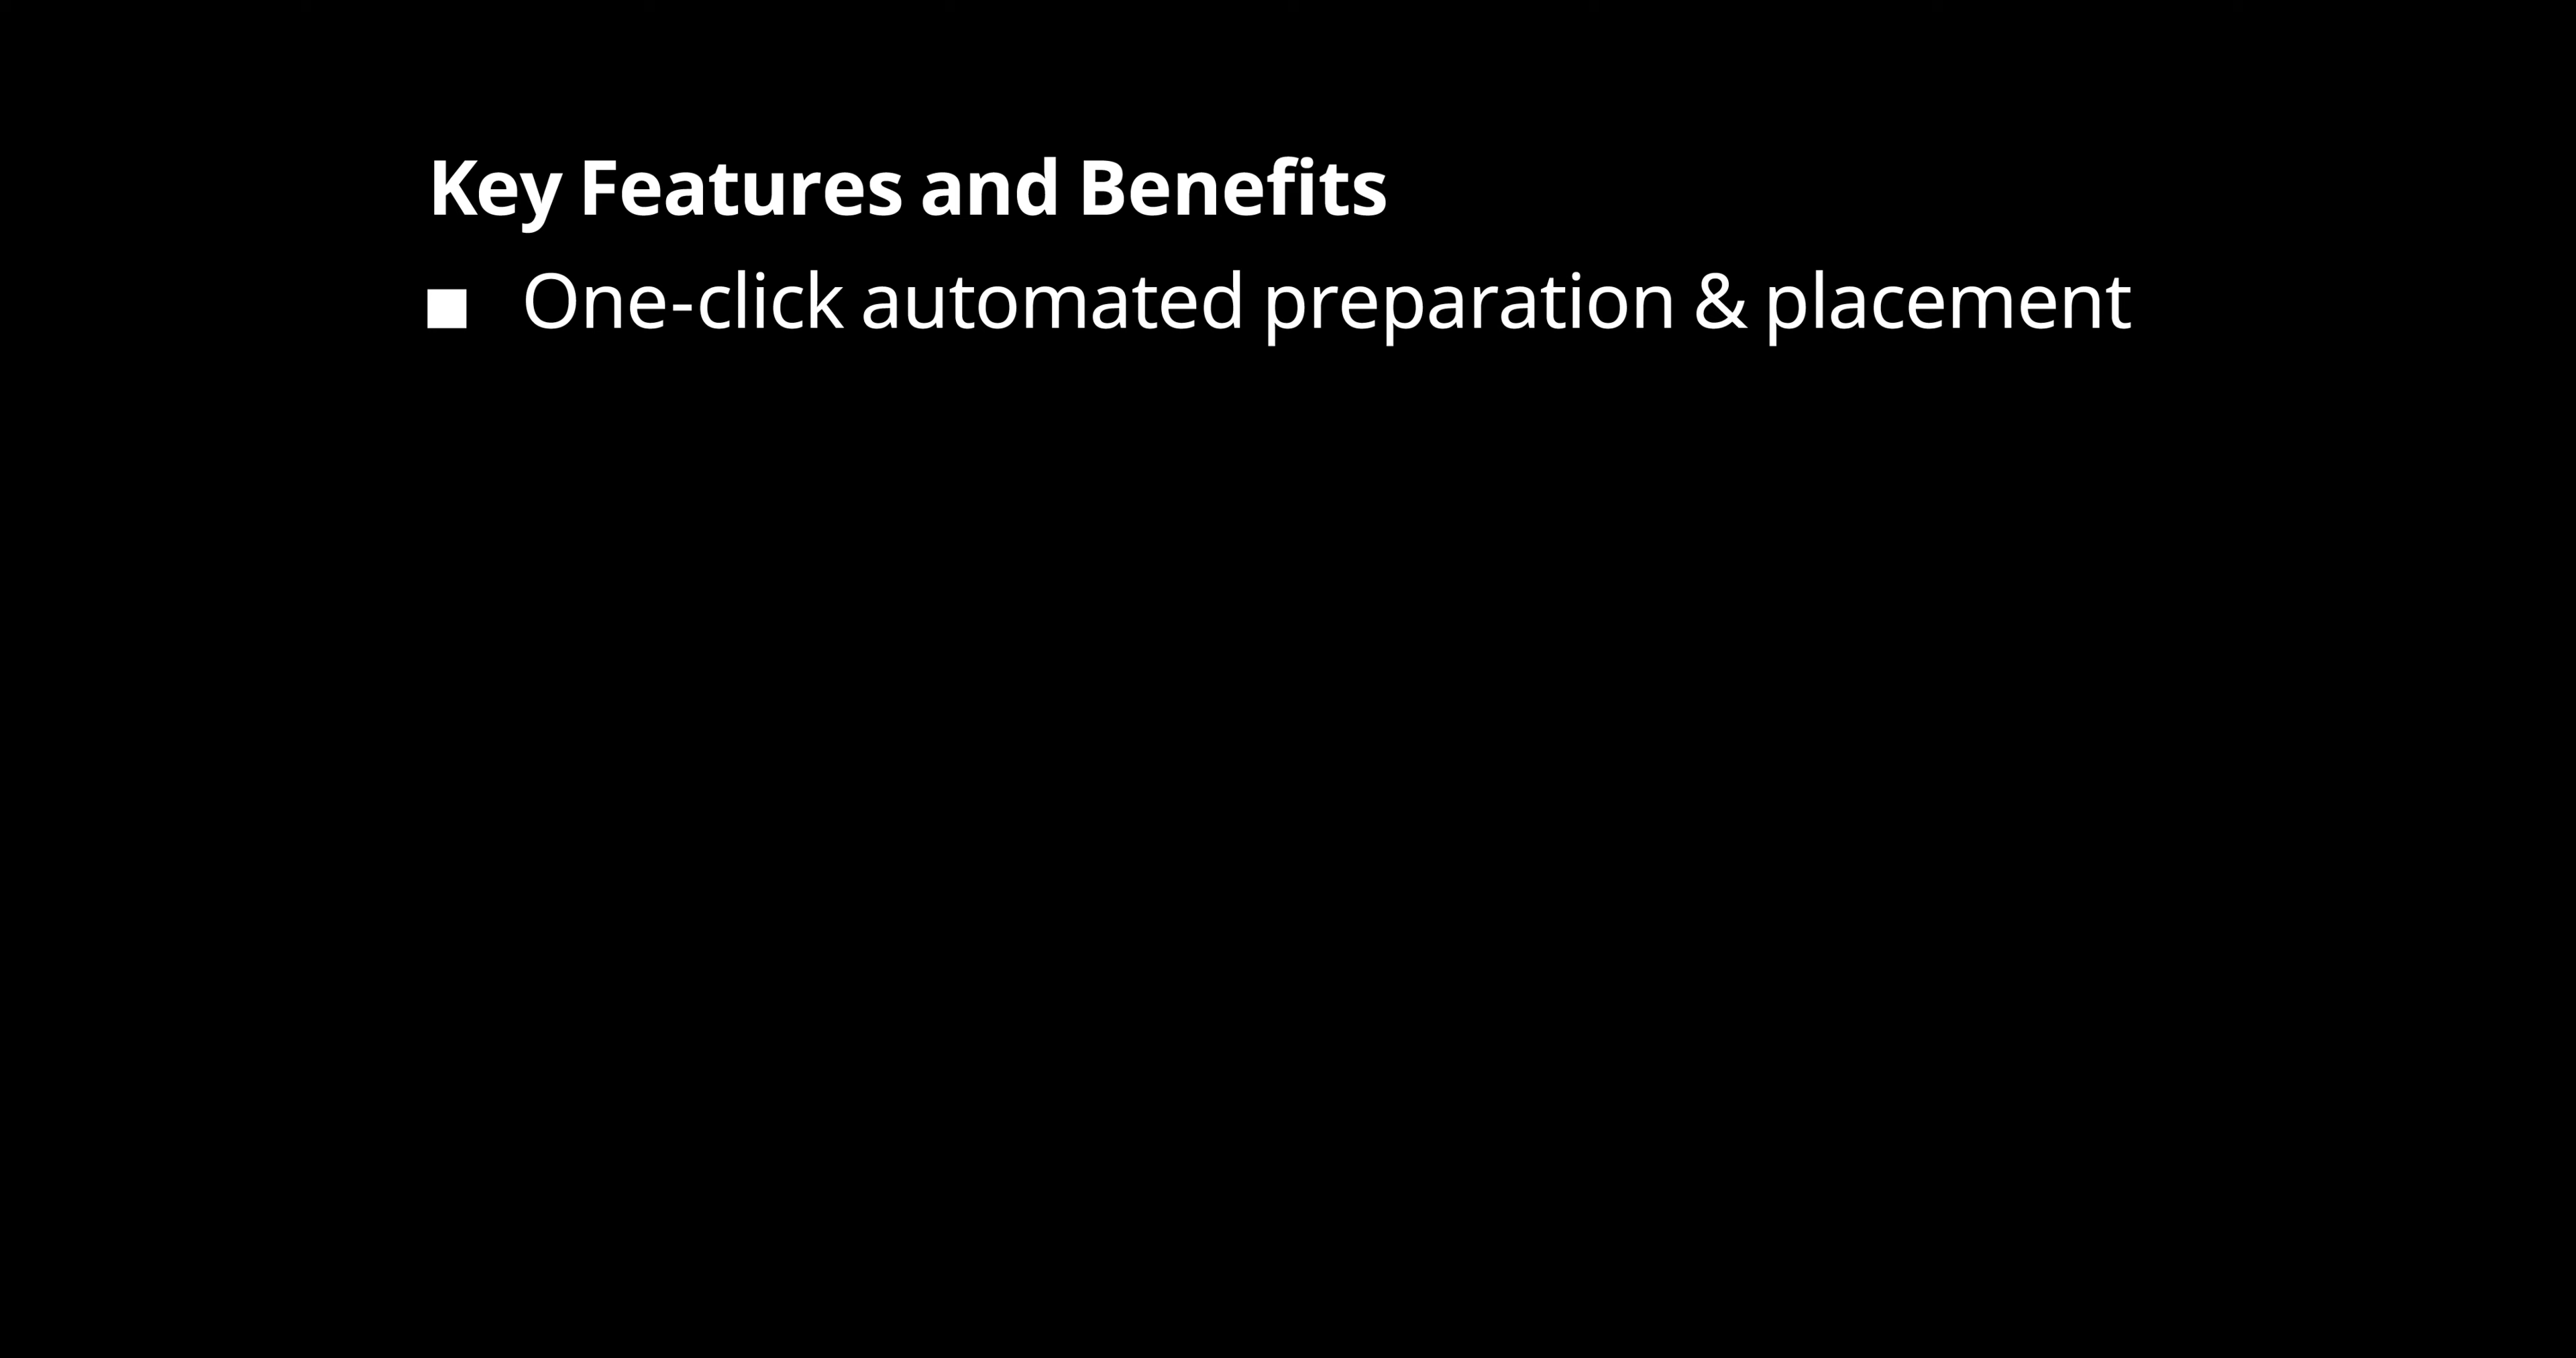 Key Features and Benefits
■ One-click automated preparation & placement